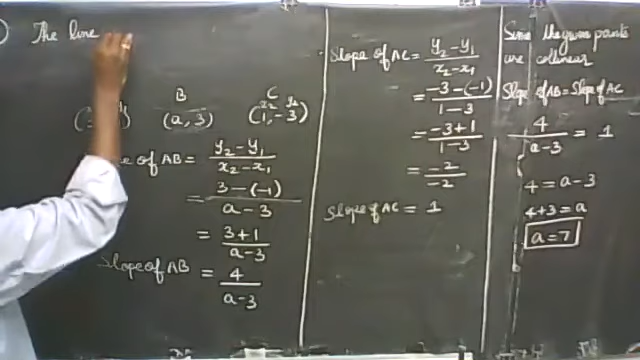 The line
B
C
x₂ y₂
(a, 3)
(1, -3)
of AB = y₂ - y₁ / x₂ - x₁
= 3 - (-1) / a - 3
= 3 + 1 / a - 3
Slope of AB = 4 / a - 3
Slope of AC = y₂ - y₁ / x₂ - x₁
= -3 - (-1) / 1 - 3
= -3 + 1 / 1 - 3
= -2 / -2
Slope of AC = 1
Since the given points
are collinear
Slope of AB = Slope of AC
4 / a - 3 = 1
4 = a - 3
4 + 3 = a
a = 7